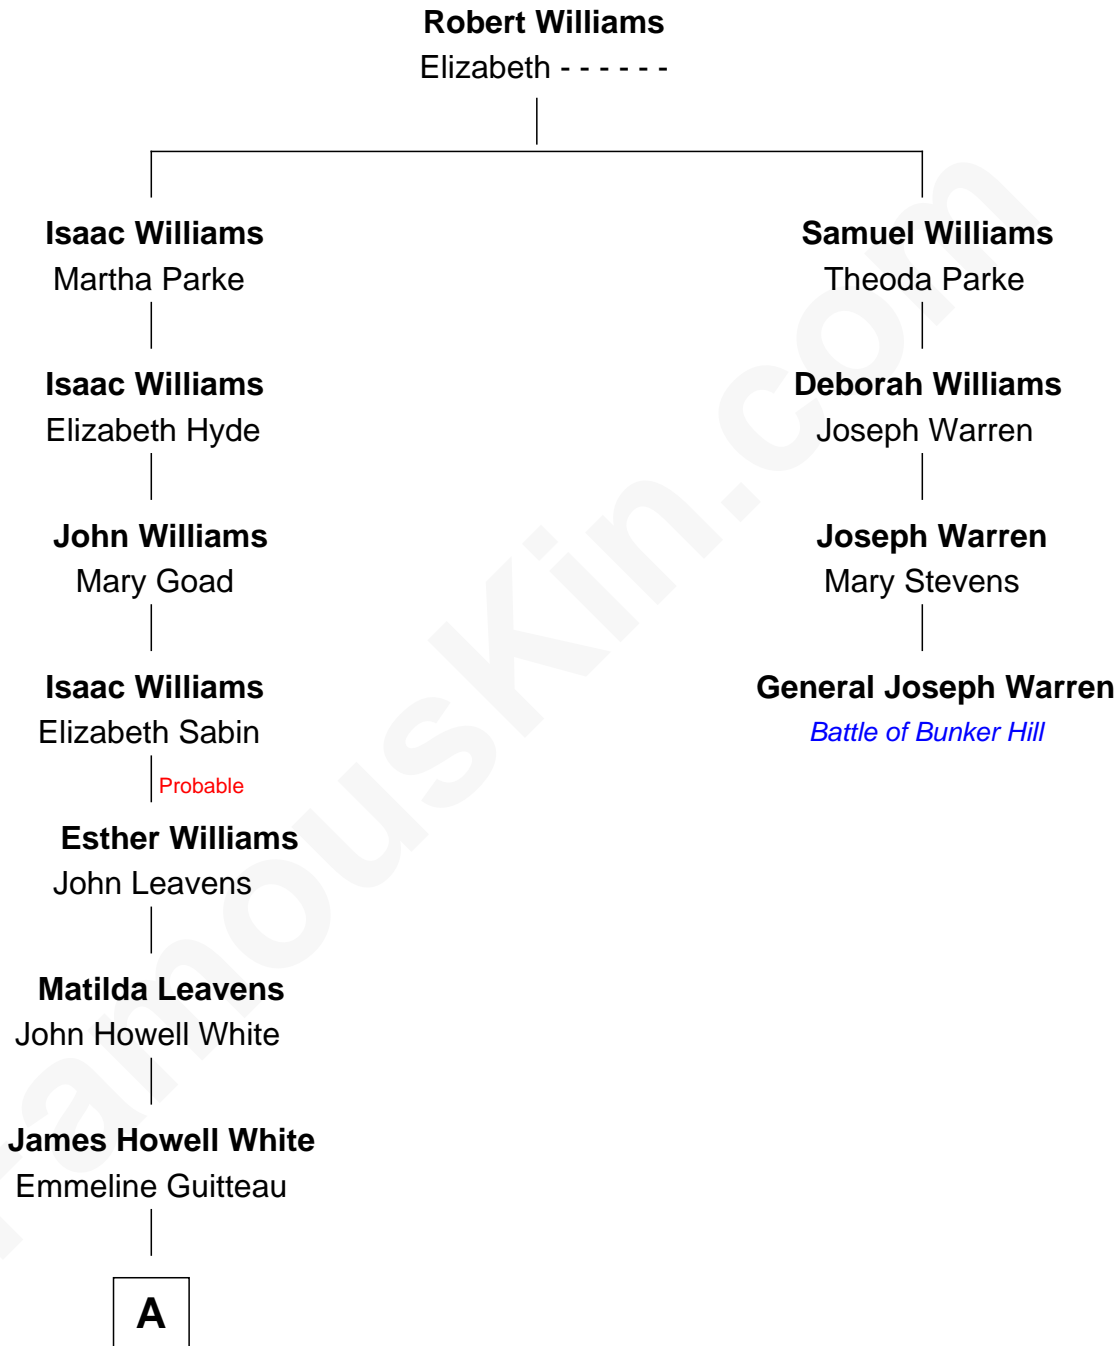 Robert Williams
Elizabeth - - - - - -
Isaac Williams
Martha Parke
Samuel Williams
Theoda Parke
Isaac Williams
Elizabeth Hyde
Deborah Williams
Joseph Warren
John Williams
Mary Goad
Joseph Warren
Mary Stevens
Isaac Williams
Elizabeth Sabin
General Joseph Warren
Battle of Bunker Hill
Probable
Esther Williams
John Leavens
Matilda Leavens
John Howell White
James Howell White
Emmeline Guitteau
A
FamousKin.com